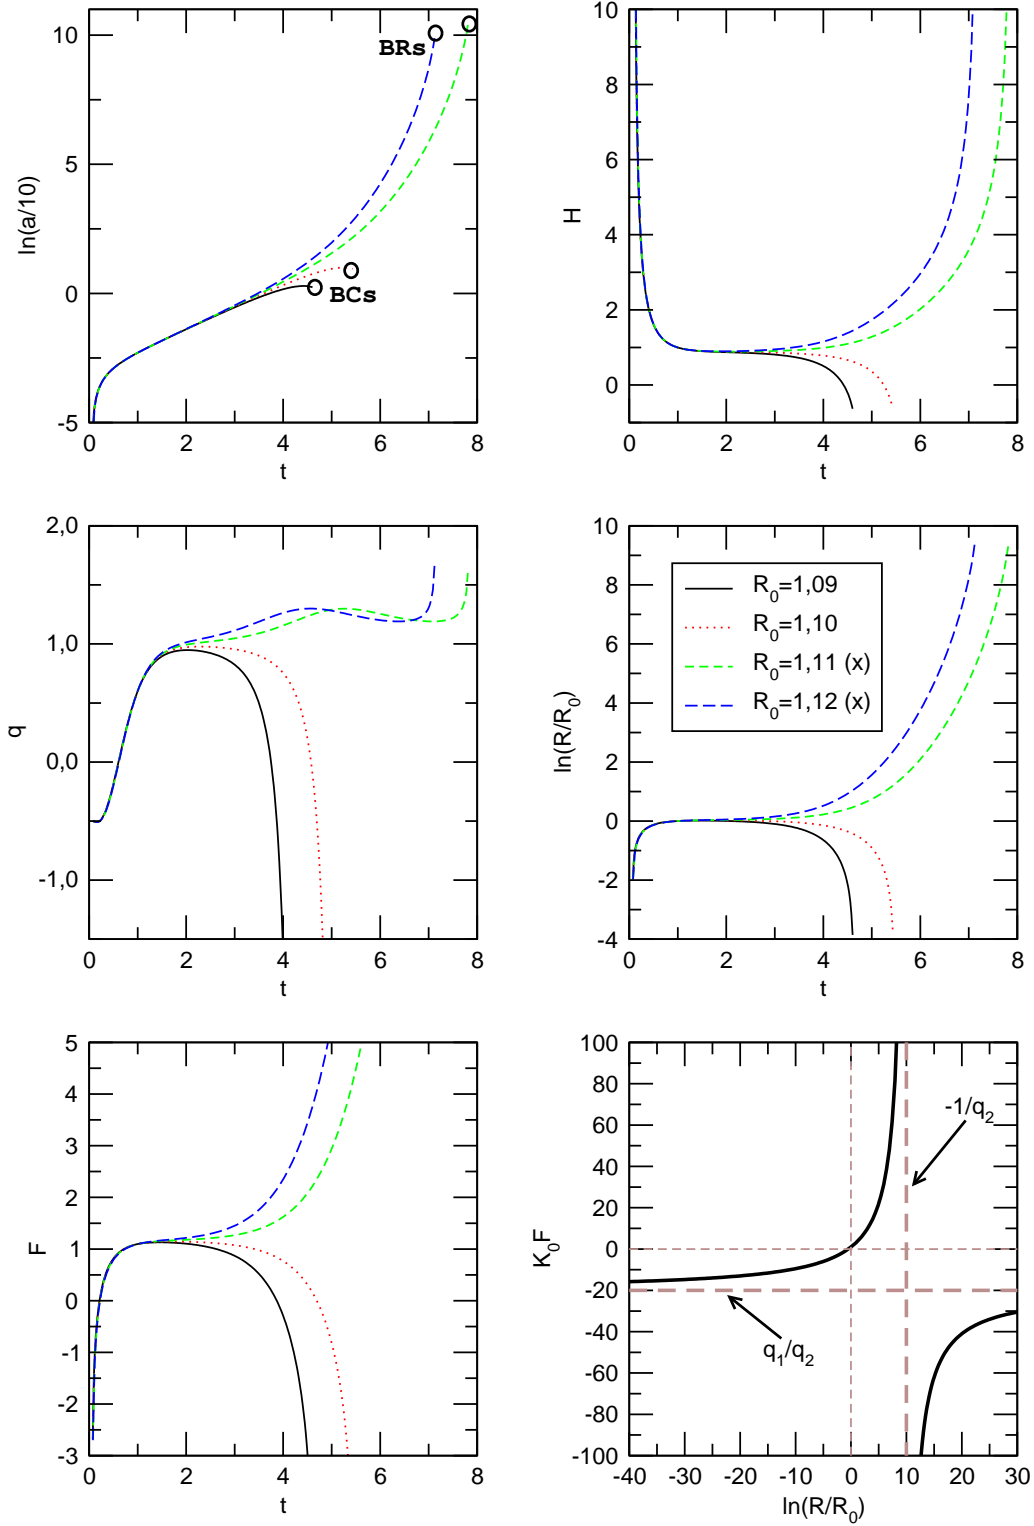 10
5
0
-5
ln(a/10)
BRs
BCs
0 2 4 6 8
t
10
8
6
4
2
0
H
0 2 4 6 8
t
2,0
1,0
0,0
-1,0
q
0 2 4 6 8
t
10
8
6
4
2
0
-2
-4
ln(R/R0)
R0=1,09
R0=1,10
R0=1,11 (x)
R0=1,12 (x)
0 2 4 6 8
t
5
4
3
2
1
0
-1
-2
-3
F
0 2 4 6 8
t
100
80
60
40
20
0
-20
-40
-60
-80
-100
K0F
-1/q2
q1/q2
-40 -30 -20 -10 0 10 20 30
ln(R/R0)